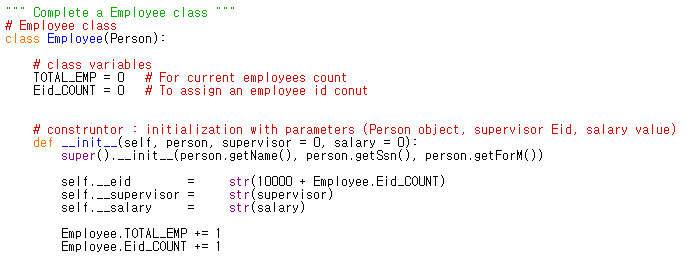 """ Complete a Employee class """
# Employee class
class Employee(Person):
# class variables
TOTAL_EMP = 0 # For current employees count
Eid_COUNT = 0 # To assign an employee id conut
# construntor : initialization with parameters (Person object, supervisor Eid, salary value)
def __init__(self, person, supervisor = 0, salary = 0):
super().__init__(person.getName(), person.getSsn(), person.getForM())
self.__eid = str(10000 + Employee.Eid_COUNT)
self.__supervisor = str(supervisor)
self.__salary = str(salary)
Employee.TOTAL_EMP += 1
Employee.Eid_COUNT += 1